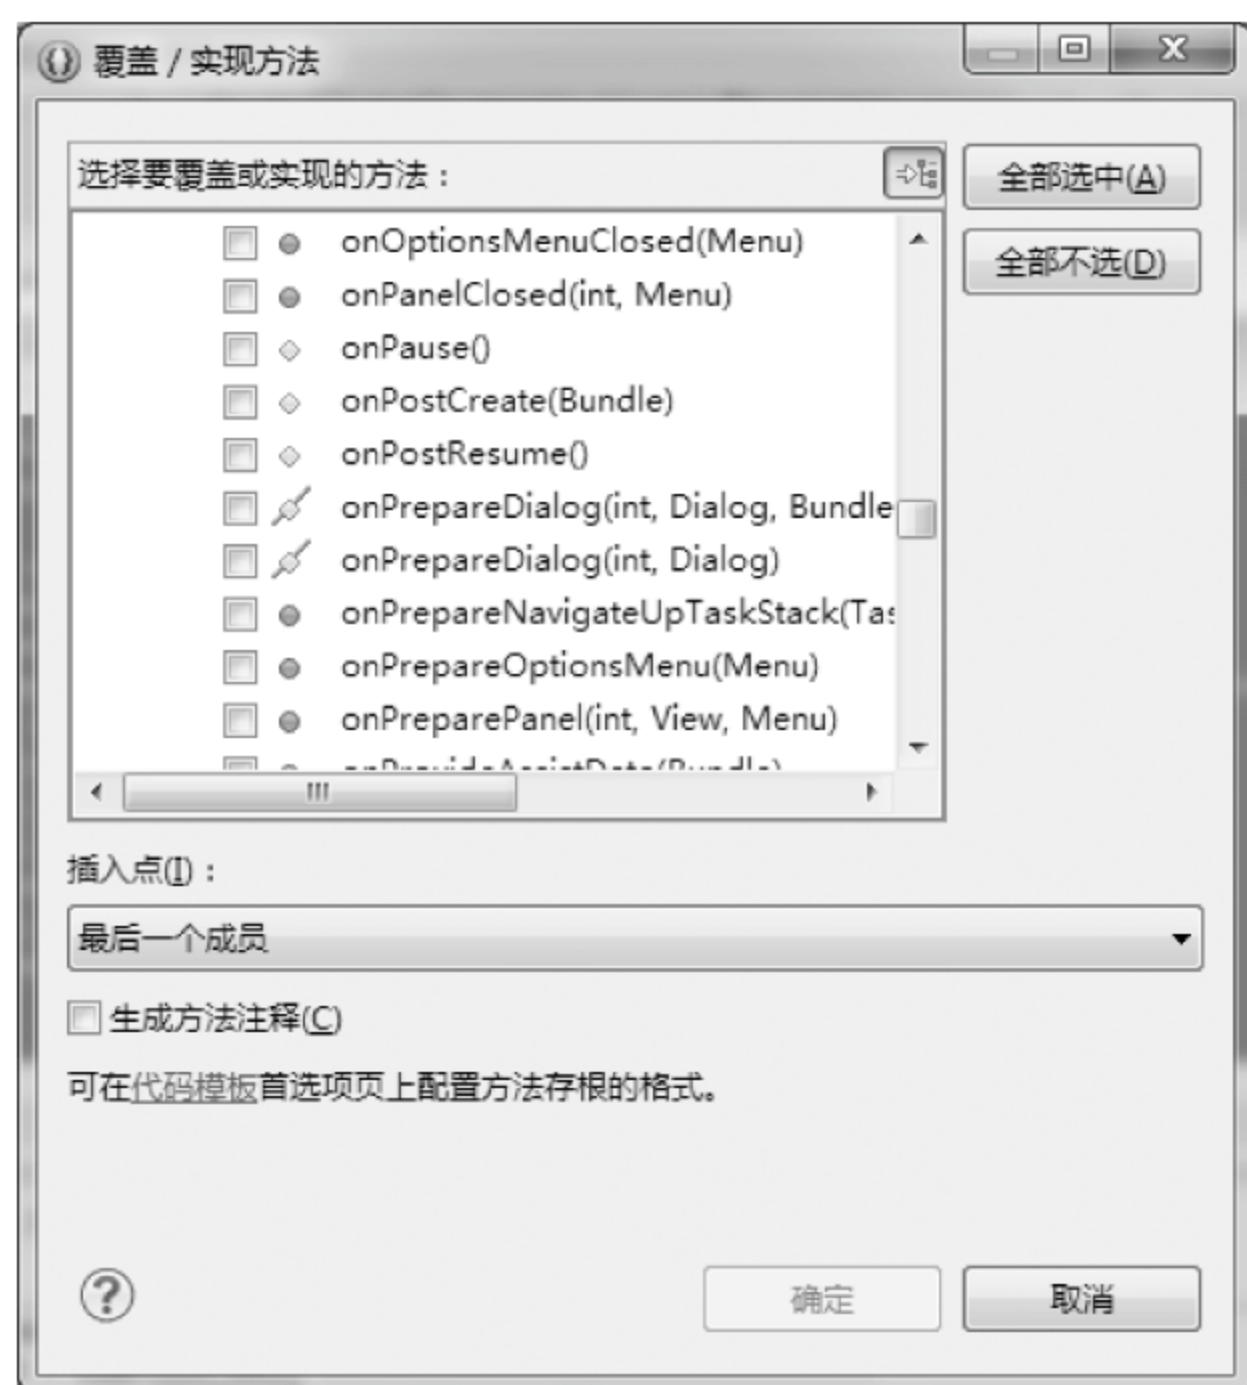 覆盖 / 实现方法
选择要覆盖或实现的方法：
全部选中(A)
全部不选(D)
onOptionsMenuClosed(Menu)
onPanelClosed(int, Menu)
onPause()
onPostCreate(Bundle)
onPostResume()
onPrepareDialog(int, Dialog, Bundle
onPrepareDialog(int, Dialog)
onPrepareNavigateUpTaskStack(Tas
onPrepareOptionsMenu(Menu)
onPreparePanel(int, View, Menu)
onProvideAssistData(Bundle)
插入点(I)：
最后一个成员
生成方法注释(C)
可在代码模板首选项页上配置方法存根的格式。
确定
取消